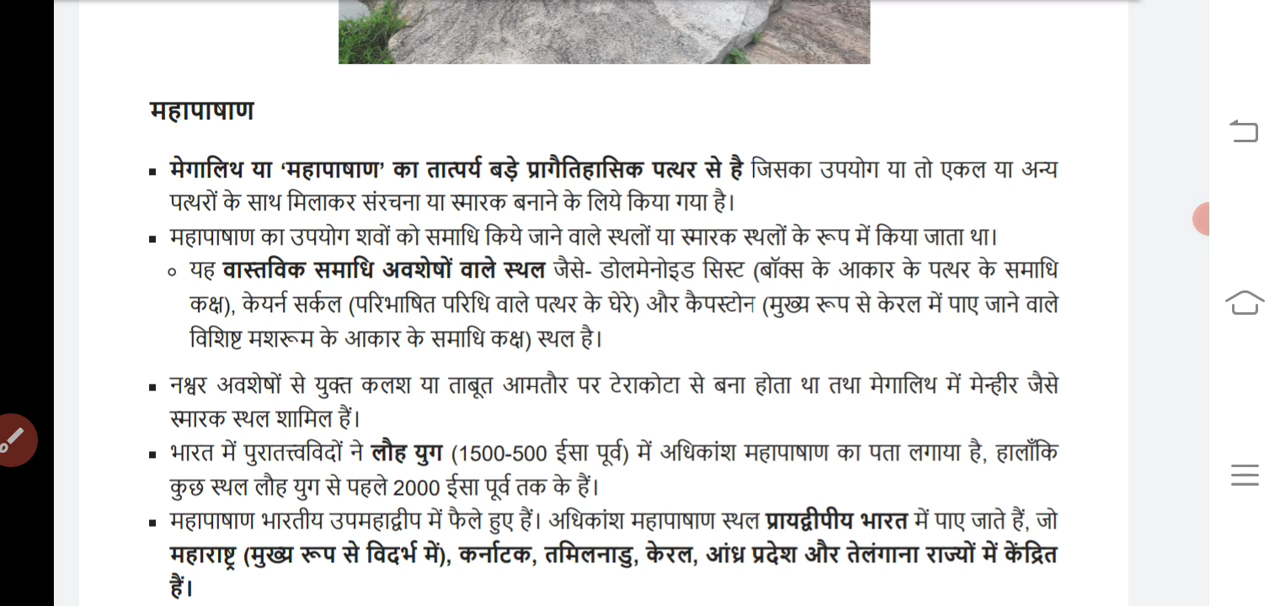 महापाषाण
▪ मेगालिथ या ‘महापाषाण’ का तात्पर्य बड़े प्रागैतिहासिक पत्थर से है जिसका उपयोग या तो एकल या अन्य
पत्थरों के साथ मिलाकर संरचना या स्मारक बनाने के लिये किया गया है।
▪ महापाषाण का उपयोग शवों को समाधि किये जाने वाले स्थलों या स्मारक स्थलों के रूप में किया जाता था।
○ यह वास्तविक समाधि अवशेषों वाले स्थल जैसे- डोलमेनोइड सिस्ट (बॉक्स के आकार के पत्थर के समाधि
कक्ष), केयर्न सर्कल (परिभाषित परिधि वाले पत्थर के घेरे) और कैपस्टोन (मुख्य रूप से केरल में पाए जाने वाले
विशिष्ट मशरूम के आकार के समाधि कक्ष) स्थल है।
▪ नश्वर अवशेषों से युक्त कलश या ताबूत आमतौर पर टेराकोटा से बना होता था तथा मेगालिथ में मेन्हीर जैसे
स्मारक स्थल शामिल हैं।
▪ भारत में पुरातत्त्वविदों ने लौह युग (1500-500 ईसा पूर्व) में अधिकांश महापाषाण का पता लगाया है, हालाँकि
कुछ स्थल लौह युग से पहले 2000 ईसा पूर्व तक के हैं।
▪ महापाषाण भारतीय उपमहाद्वीप में फैले हुए हैं। अधिकांश महापाषाण स्थल प्रायद्वीपीय भारत में पाए जाते हैं, जो
महाराष्ट्र (मुख्य रूप से विदर्भ में), कर्नाटक, तमिलनाडु, केरल, आंध्र प्रदेश और तेलंगाना राज्यों में केंद्रित
हैं।